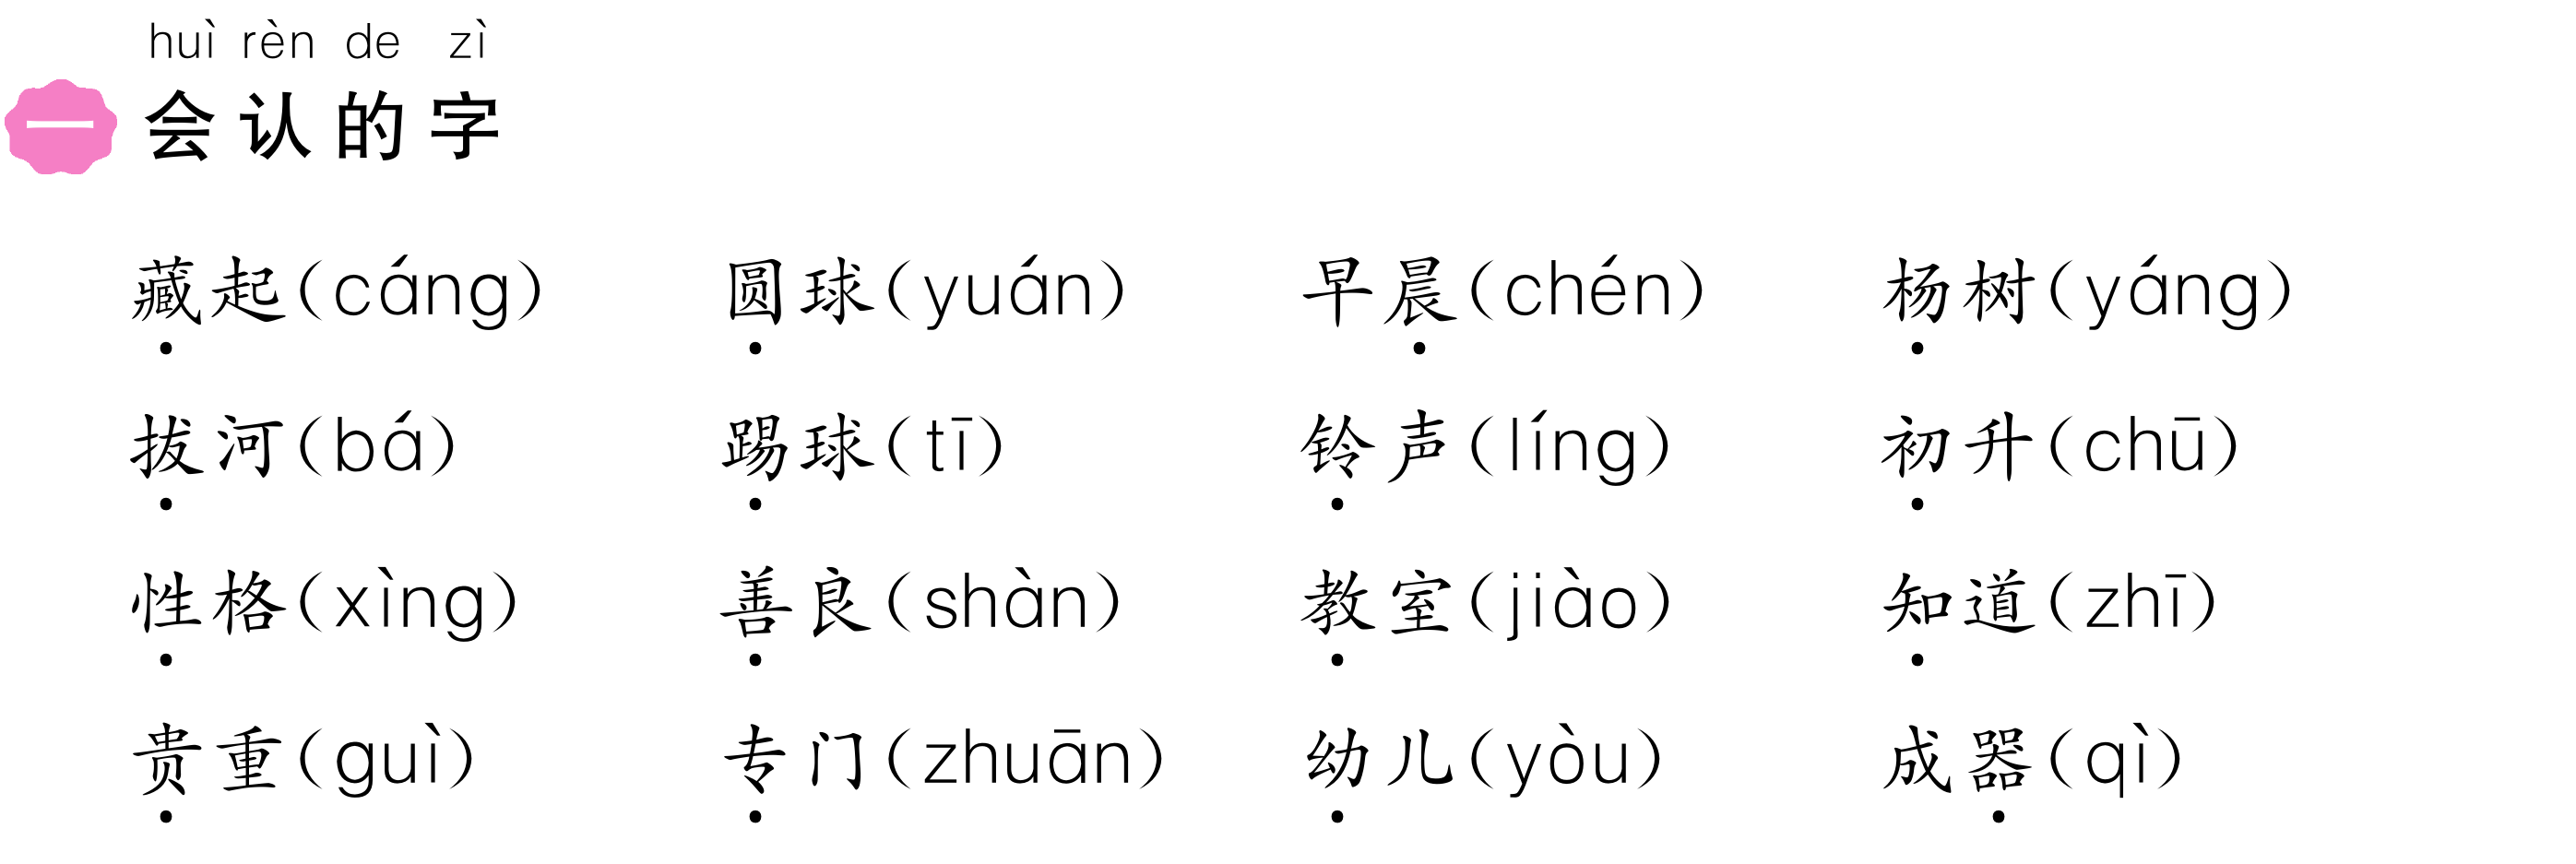 huì rèn de zì
一 会认的字
藏起(cáng) 圆球(yuán) 早晨(chén) 杨树(yáng)
拔河(bá) 踢球(tī) 铃声(líng) 初升(chū)
性格(xìng) 善良(shàn) 教室(jiào) 知道(zhī)
贵重(guì) 专门(zhuān) 幼儿(yòu) 成器(qì)